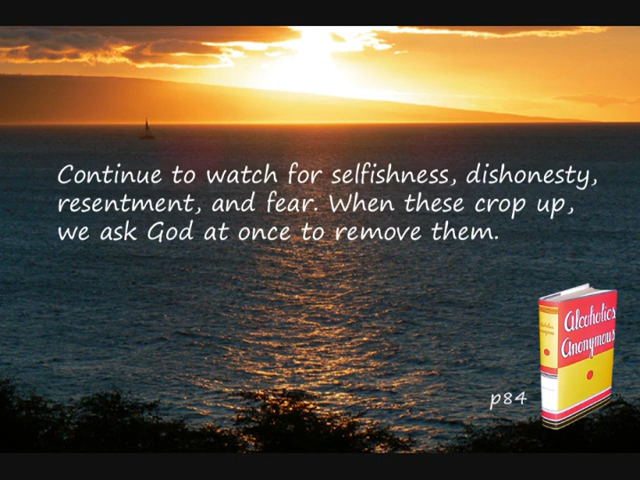 Continue to watch for selfishness, dishonesty,
resentment, and fear. When these crop up,
we ask God at once to remove them.
Alcoholics
Anonymous
p84